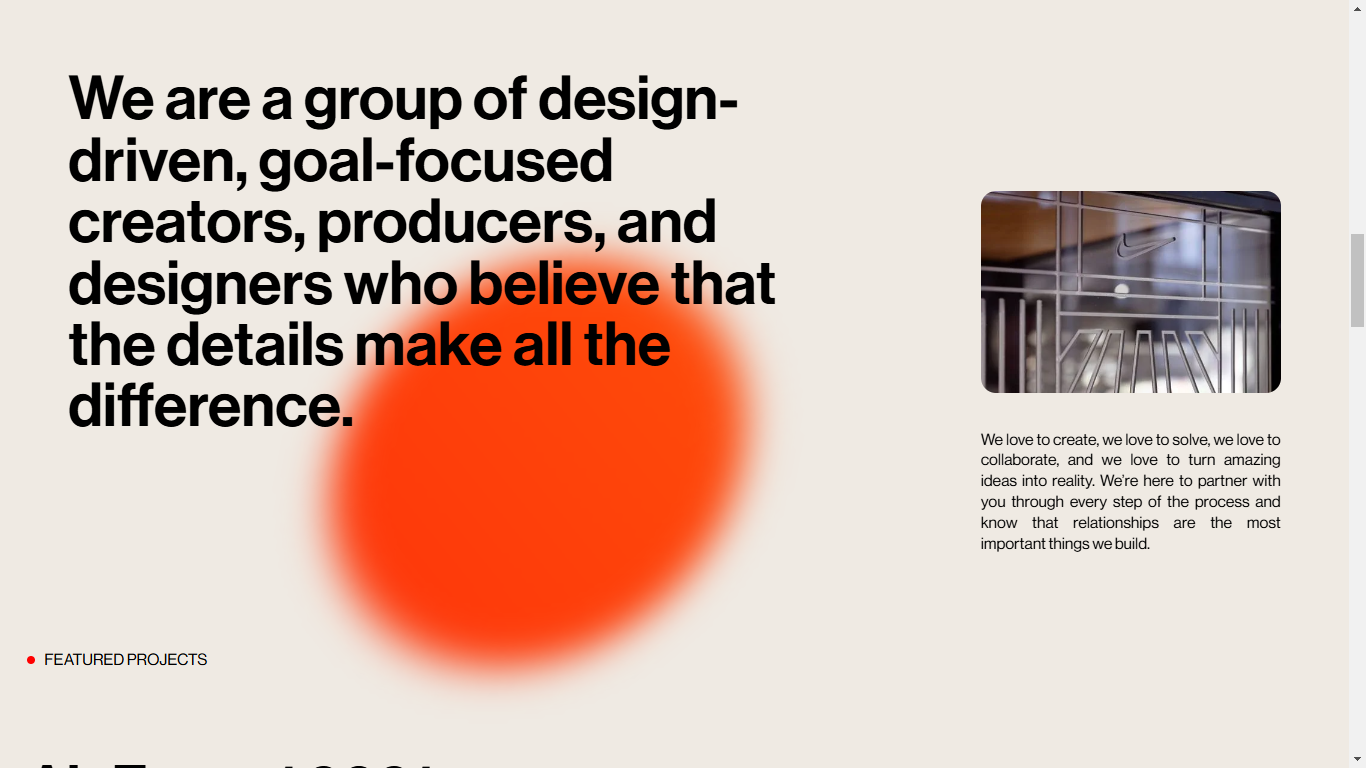 We are a group of design-
driven, goal-focused
creators, producers, and
designers who believe that
the details make all the
difference.
We love to create, we love to solve, we love to
collaborate, and we love to turn amazing
ideas into reality. We're here to partner with
you through every step of the process and
know that relationships are the most
important things we build.
FEATURED PROJECTS